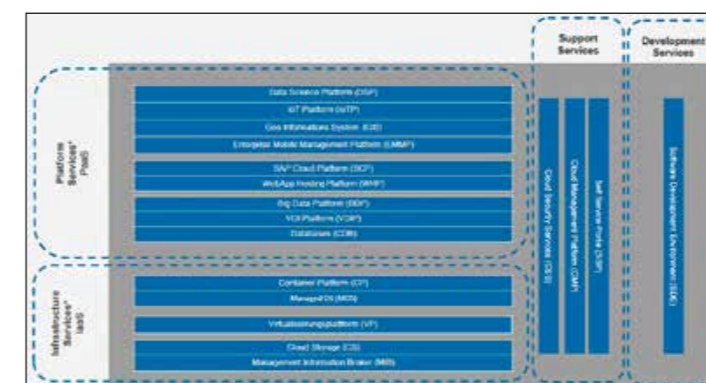 Support
Services
Development
Services
Platform
Services*
PaaS
Data Science Platform (DSP)
IoT Platform (IoTP)
Geo Informations System (GIS)
Enterprise Mobile Management Platform (EMMP)
SAP Cloud Platform (SCP)
WebApp Hosting Platform (WHP)
Big Data Platform (BDP)
VDI Platform (VDIP)
Databases (CDB)
Infrastructure
Services*
IaaS
Container Platform (CP)
ManagedOS (MOS)
Virtualisierungsplattform (VP)
Cloud Storage (CS)
Management Information Broker (MIB)
Cloud Security Services (CSS)
Cloud Management Platform (CMP)
Self Service Portal (SSP)
Software Development Environment (SDE)